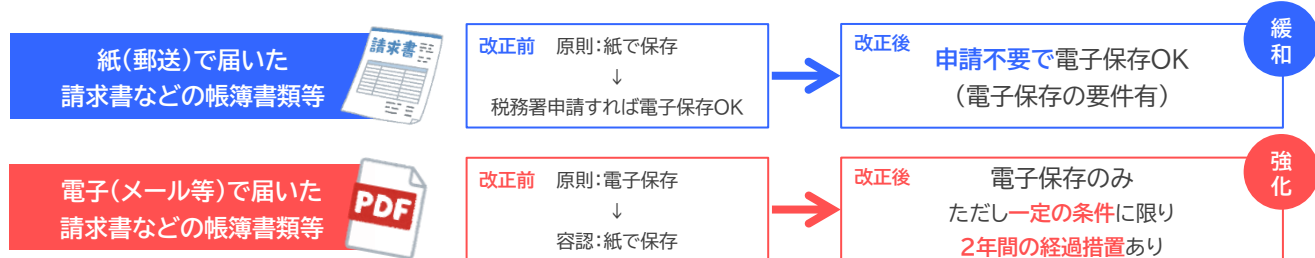 紙(郵送)で届いた
請求書などの帳簿書類等
請求書
改正前 原則:紙で保存
↓
税務署申請すれば電子保存OK
改正後
申請不要で電子保存OK
(電子保存の要件有)
緩和
電子(メール等)で届いた
請求書などの帳簿書類等
PDF
改正前 原則:電子保存
↓
容認:紙で保存
改正後 電子保存のみ
ただし一定の条件に限り
2年間の経過措置あり
強化